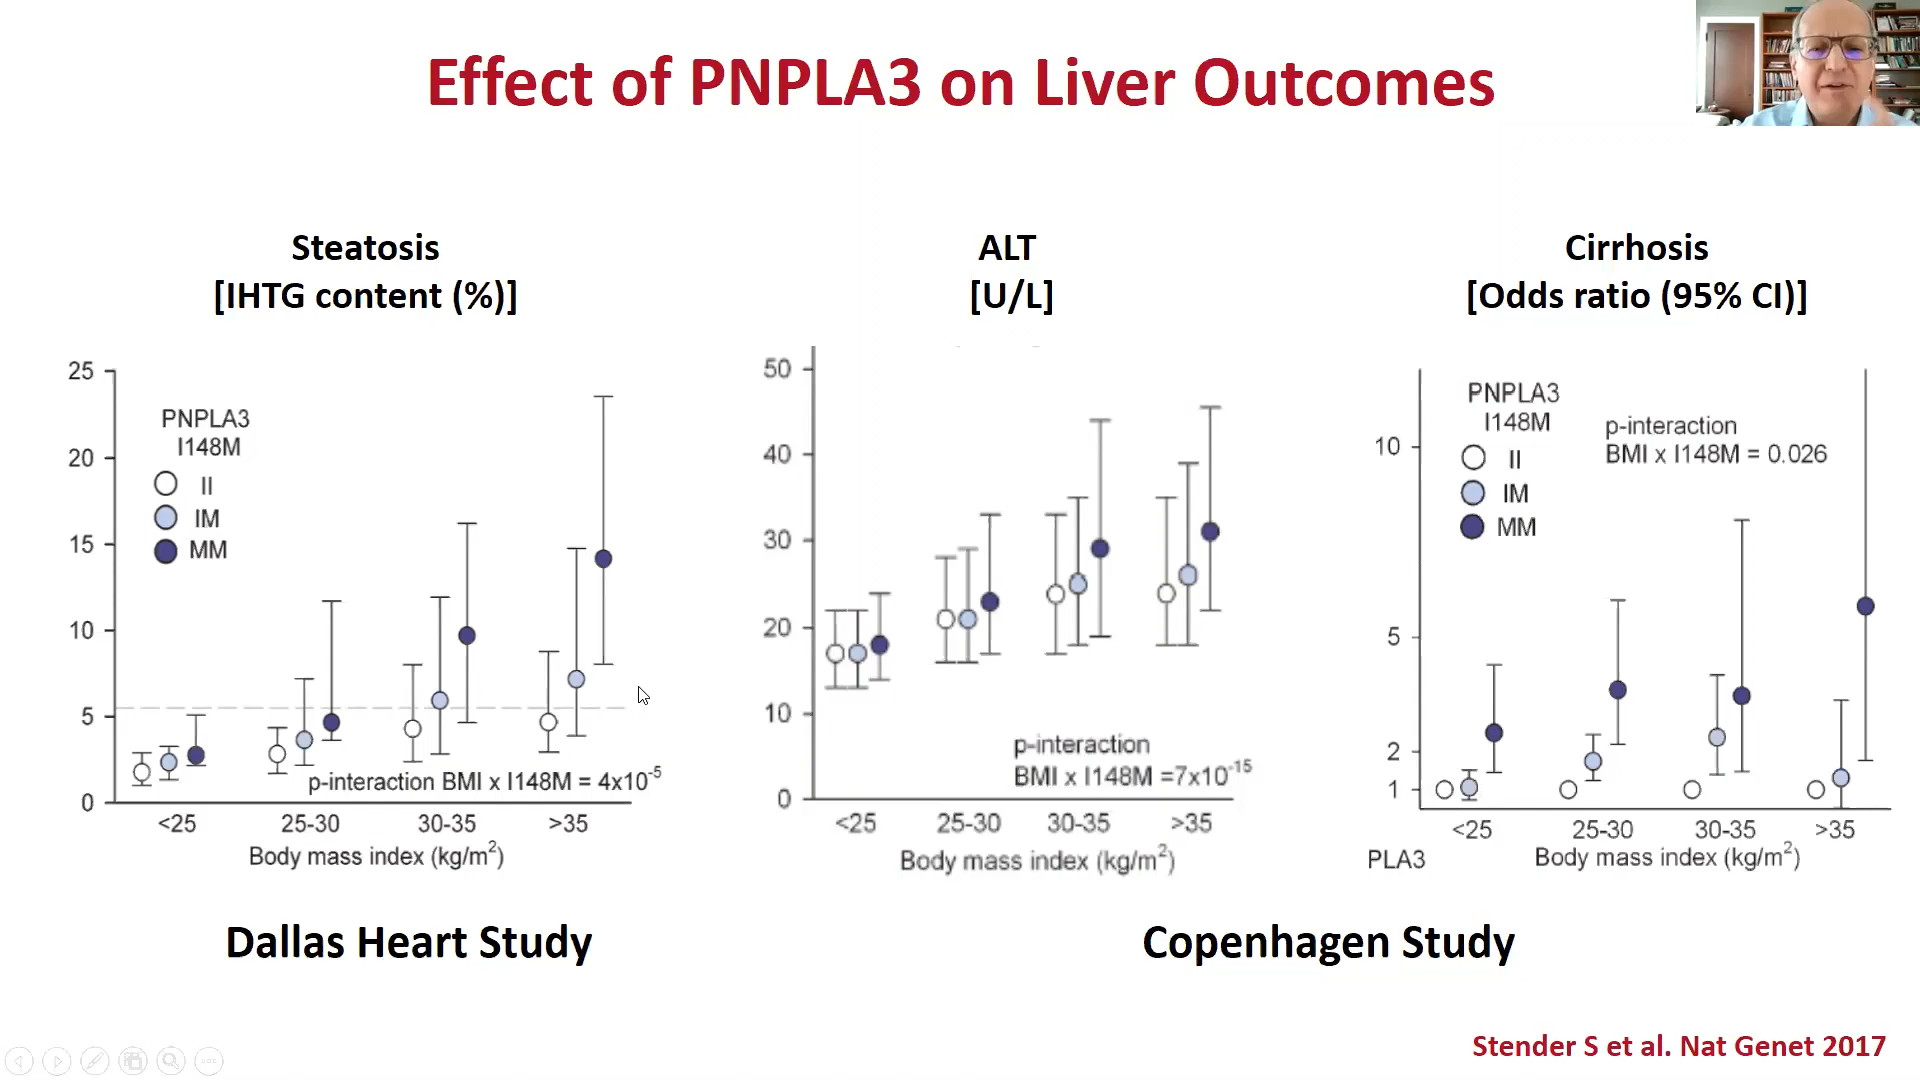 Effect of PNPLA3 on Liver Outcomes
Steatosis
[IHTG content (%)]
25
20
15
10
5
0
PNPLA3
I148M
II
IM
MM
p-interaction BMI x I148M = 4x10-5
<25
25-30
30-35
>35
Body mass index (kg/m2)
Dallas Heart Study
ALT
[U/L]
50
40
30
20
10
0
p-interaction
BMI x I148M =7x10-15
<25
25-30
30-35
>35
Body mass index (kg/m2)
Cirrhosis
[Odds ratio (95% CI)]
10
5
2
1
PNPLA3
I148M
II
IM
MM
p-interaction
BMI x I148M = 0.026
<25
25-30
30-35
>35
PLA3
Body mass index (kg/m2)
Copenhagen Study
Stender S et al. Nat Genet 2017